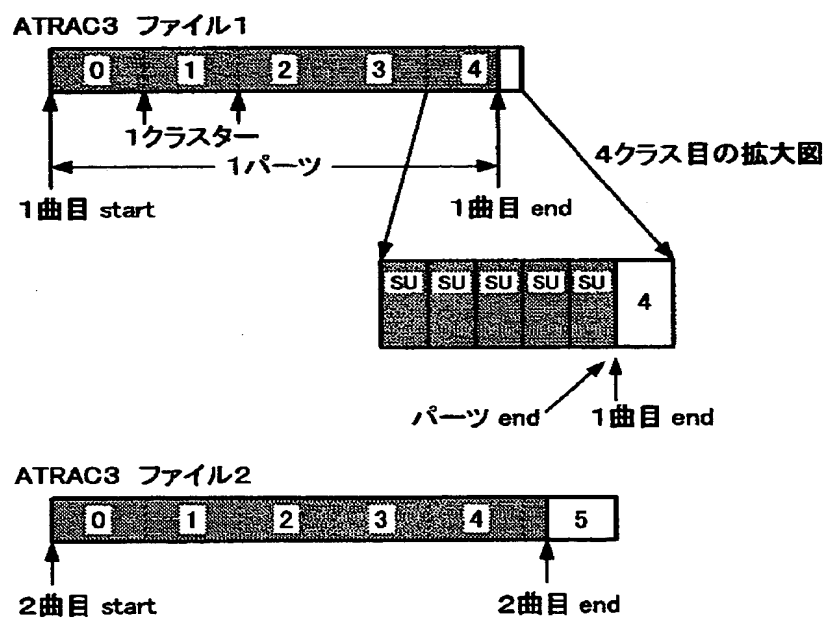 ATRAC3 ファイル1
0 1 2 3 4
1クラスター
1パーツ
4クラス目の拡大図
1曲目 start
1曲目 end
SU SU SU SU SU
4
パーツ end
1曲目 end
ATRAC3 ファイル2
0 1 2 3 4 5
2曲目 start
2曲目 end